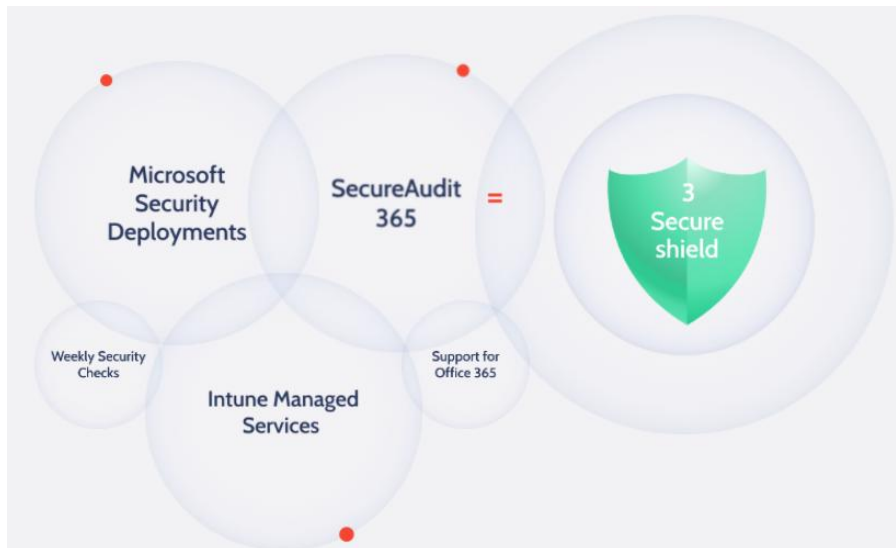 Microsoft
Security
Deployments
SecureAudit
365
=
3
Secure
shield
Weekly Security
Checks
Intune Managed
Services
Support for
Office 365